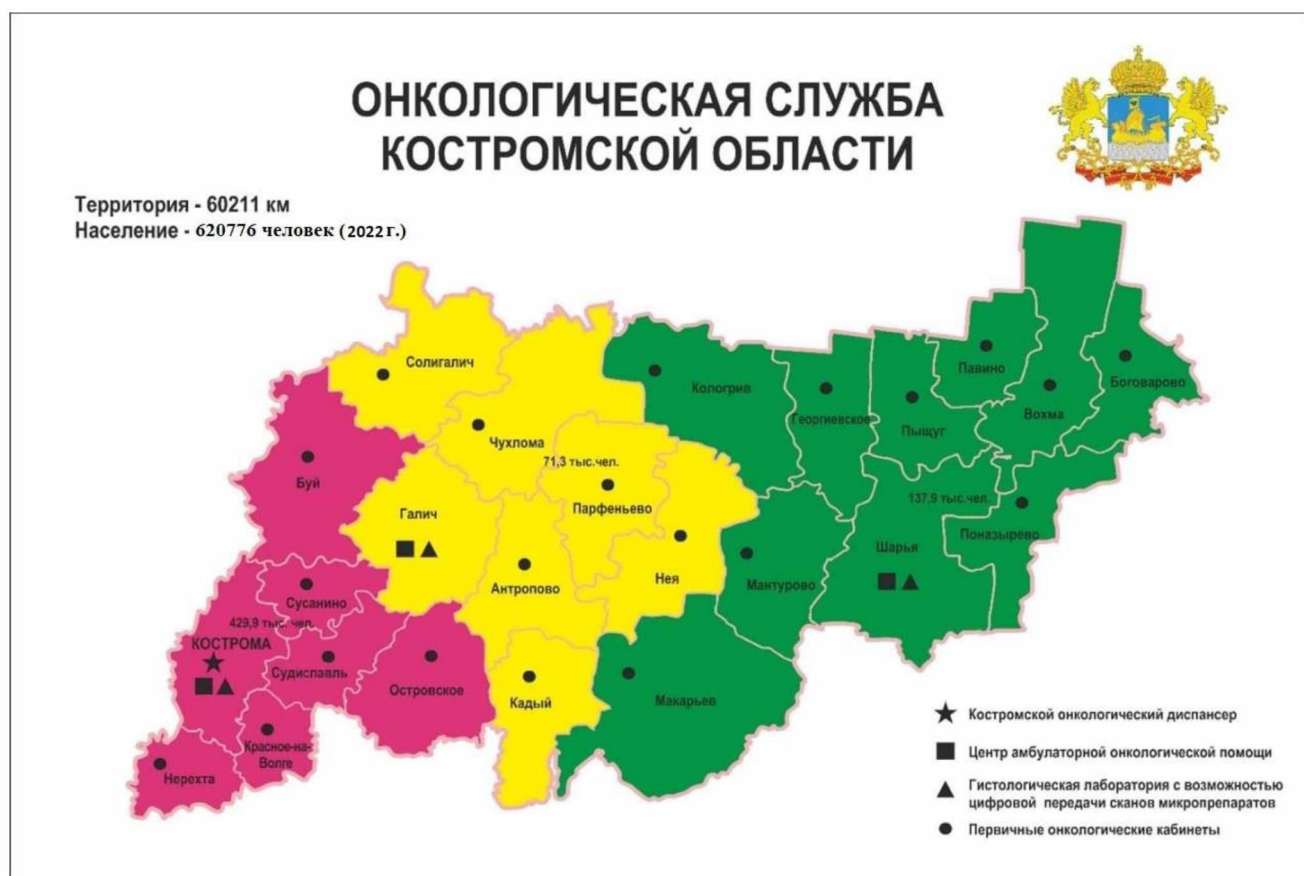 ОНКОЛОГИЧЕСКАЯ СЛУЖБА
КОСТРОМСКОЙ ОБЛАСТИ
Территория - 60211 км
Население - 620776 человек (2022 г.)
Солигалич
Чухлома
71,3 тыс.чел.
Парфеньево
Буй
Галич
Антропово
Нея
Кадый
Кологрив
Георгиевское
Пыщуг
Павино
Вохма
Боговарово
137,9 тыс.чел.
Поназырево
Шарья
Мантурово
Макарьев
Сусанино
429,9 тыс. чел.
КОСТРОМА
Судиславль
Островское
Красное-на-
Волге
Нерехта
Костромской онкологический диспансер
Центр амбулаторной онкологической помощи
Гистологическая лаборатория с возможностью
цифровой передачи сканов микропрепаратов
Первичные онкологические кабинеты